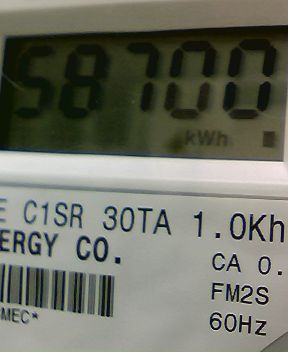 58700
kWh
E C1SR 30TA 1.0Kh
ERGY CO.
CA 0.
FM2S
MEC*
60Hz